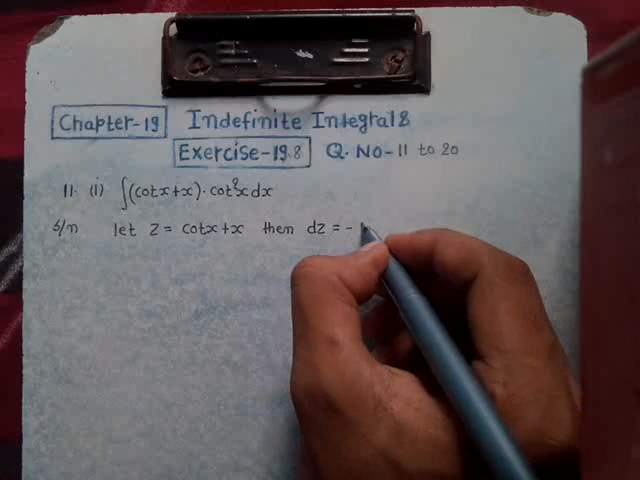 Chapter-19 Indefinite Integrals
Exercise-19.8 Q. NO-11 to 20
11. (i) ∫(cotx+x)·cot²x dx
s/n let z = cotx+x then dz = -